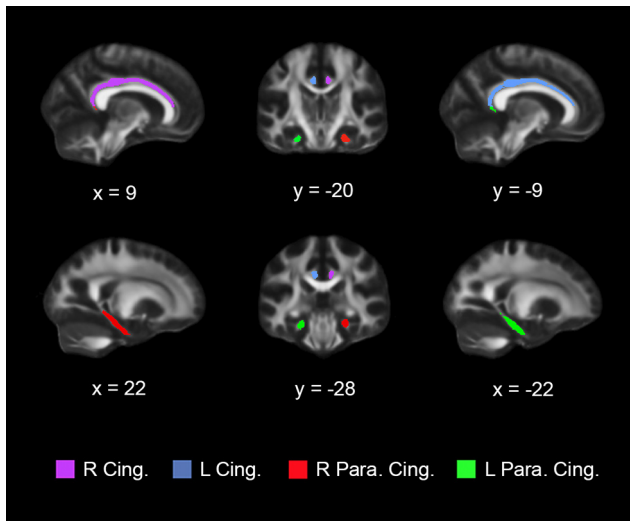 x = 9
y = -20
y = -9
x = 22
y = -28
x = -22
R Cing.
L Cing.
R Para. Cing.
L Para. Cing.